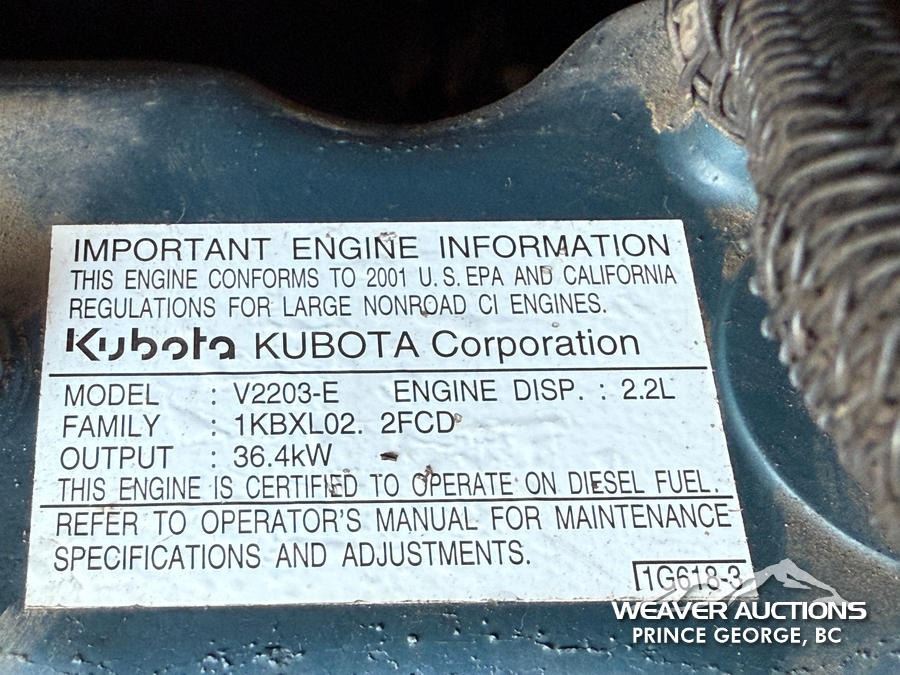 IMPORTANT ENGINE INFORMATION
THIS ENGINE CONFORMS TO 2001 U.S.EPA AND CALIFORNIA
REGULATIONS FOR LARGE NONROAD CI ENGINES.
Kubota KUBOTA Corporation
MODEL : V2203-E ENGINE DISP. : 2.2L
FAMILY : 1KBXL02. 2FCD
OUTPUT : 36.4kW
THIS ENGINE IS CERTIFIED TO OPERATE ON DIESEL FUEL.
REFER TO OPERATOR'S MANUAL FOR MAINTENANCE
SPECIFICATIONS AND ADJUSTMENTS.
1G618-3
WEAVER AUCTIONS
PRINCE GEORGE, BC